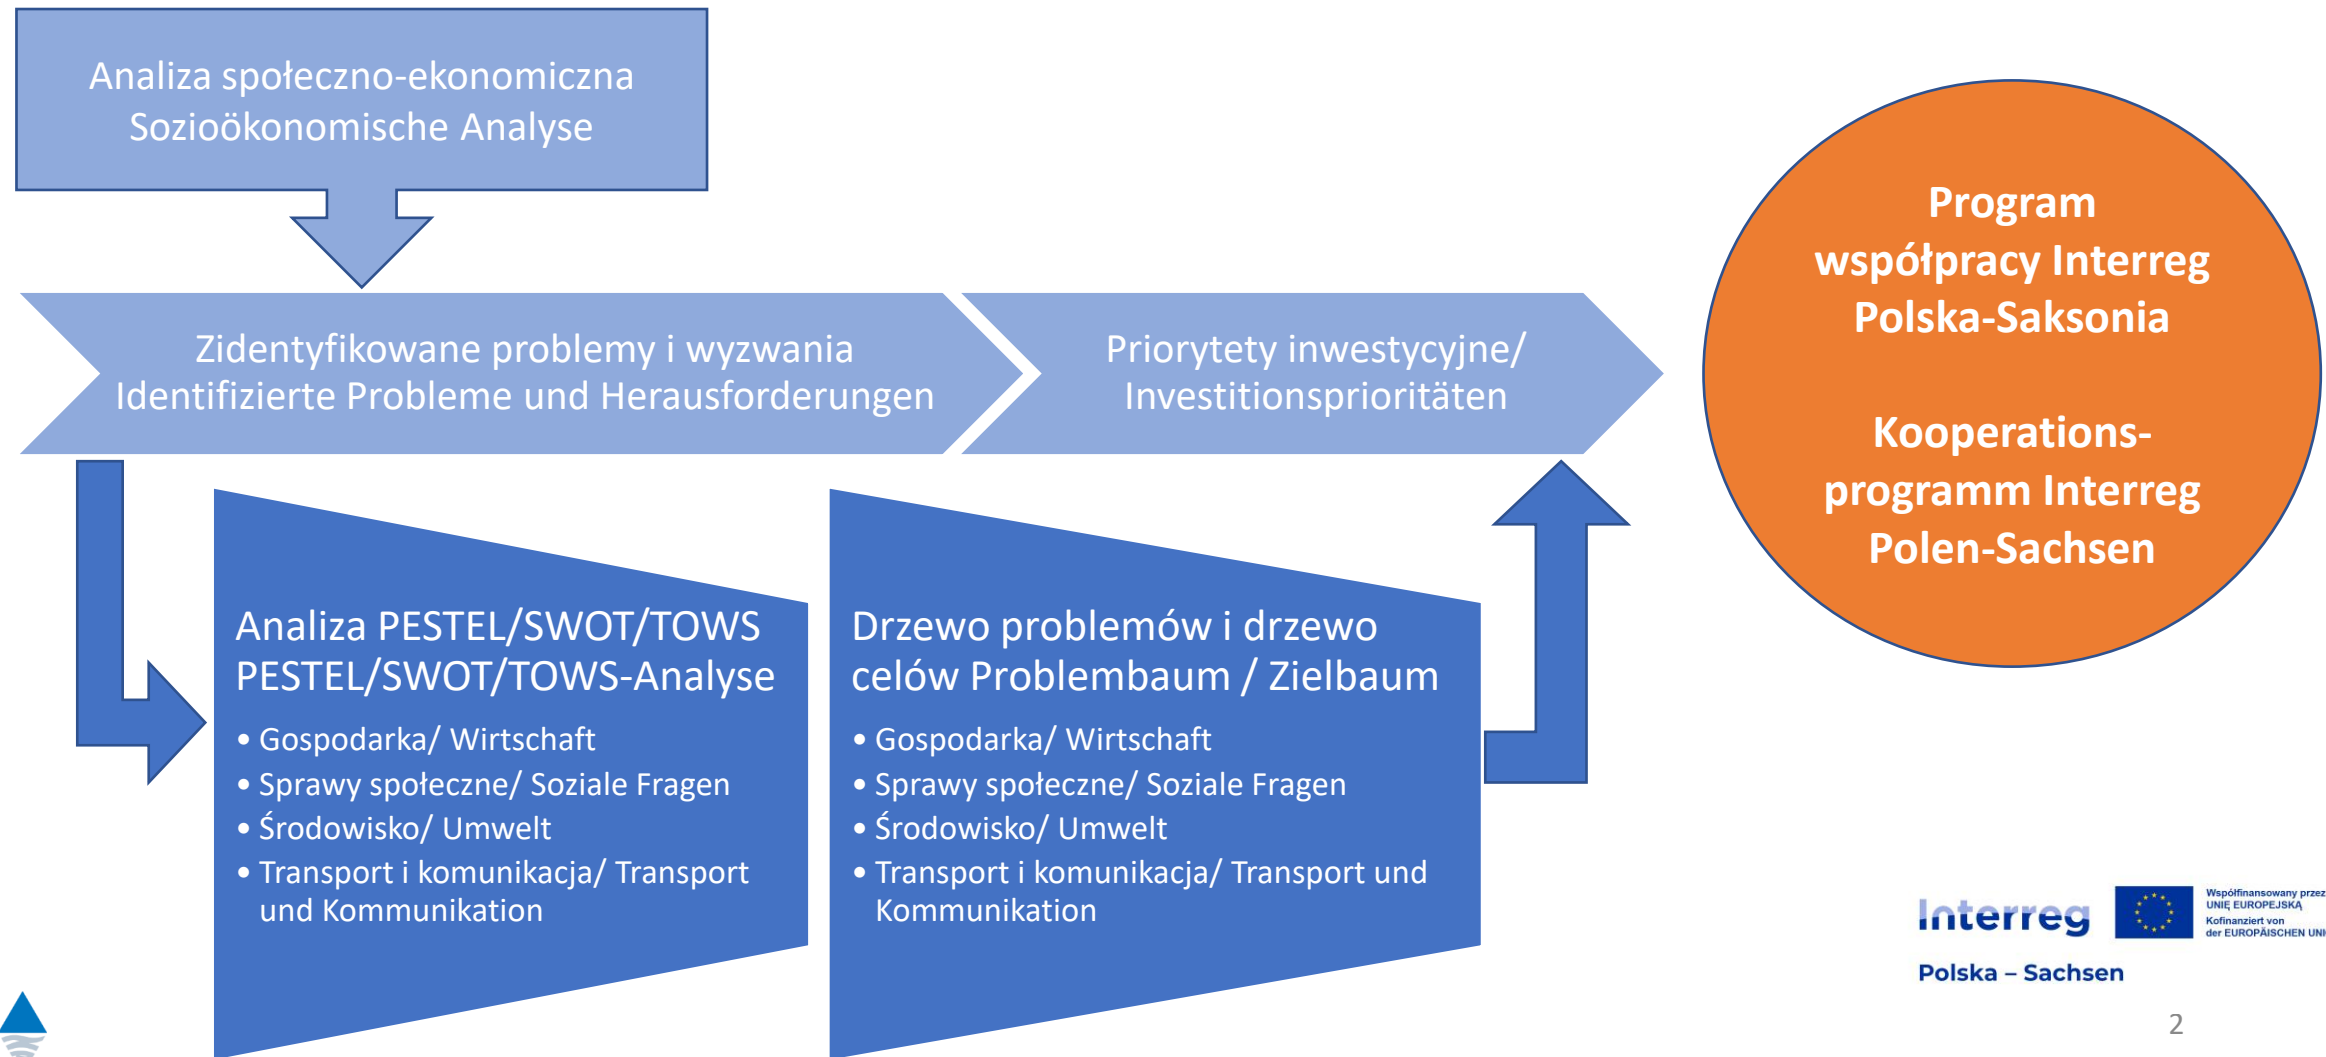 Analiza społeczno-ekonomiczna
Sozioökonomische Analyse
Zidentyfikowane problemy i wyzwania
Identifizierte Probleme und Herausforderungen
Priorytety inwestycyjne/
Investitionsprioritäten
Program
współpracy Interreg
Polska-Saksonia
Kooperations-
programm Interreg
Polen-Sachsen
Analiza PESTEL/SWOT/TOWS
PESTEL/SWOT/TOWS-Analyse
• Gospodarka/ Wirtschaft
• Sprawy społeczne/ Soziale Fragen
• Środowisko/ Umwelt
• Transport i komunikacja/ Transport
und Kommunikation
Drzewo problemów i drzewo
celów Problembaum / Zielbaum
• Gospodarka/ Wirtschaft
• Sprawy społeczne/ Soziale Fragen
• Środowisko/ Umwelt
• Transport i komunikacja/ Transport und
Kommunikation
Interreg
Współfinansowany przez
UNIĘ EUROPEJSKĄ
Kofinanziert von
der EUROPÄISCHEN UNI
Polska – Sachsen
2